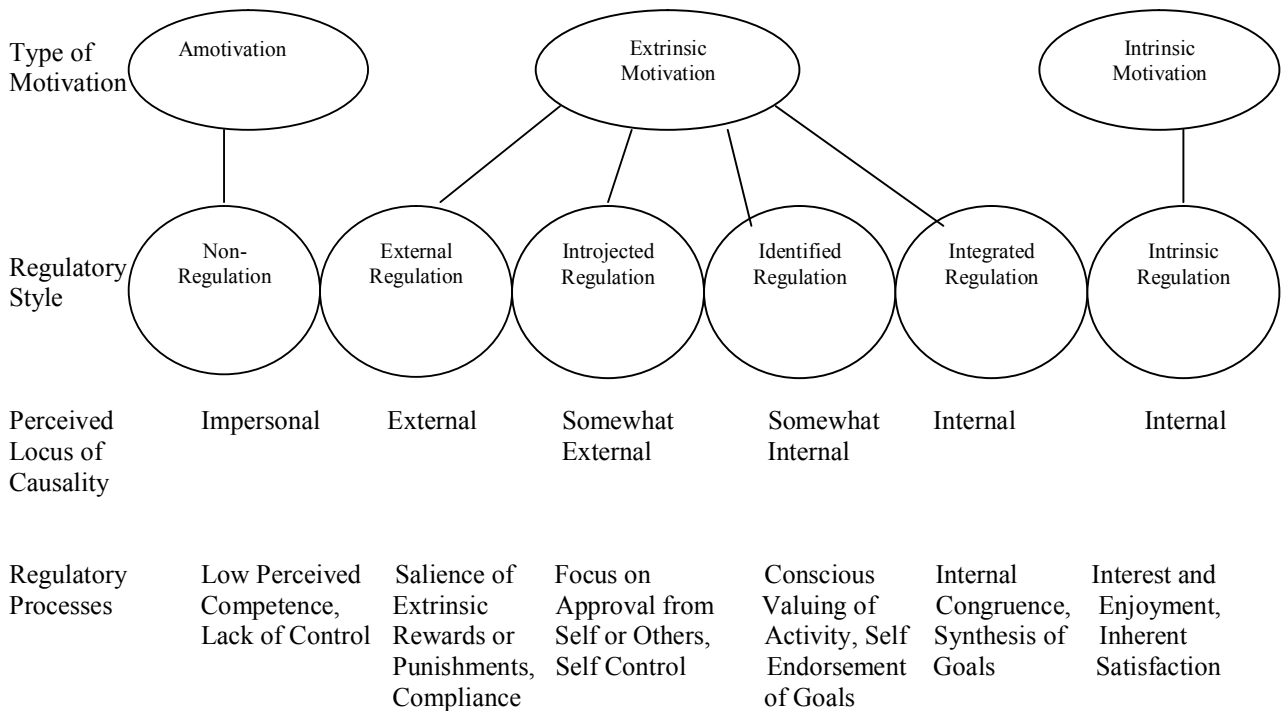 Type of
Motivation
Amotivation
Extrinsic
Motivation
Intrinsic
Motivation
Regulatory
Style
Non-
Regulation
External
Regulation
Introjected
Regulation
Identified
Regulation
Integrated
Regulation
Intrinsic
Regulation
Perceived
Locus of
Causality
Impersonal
External
Somewhat
External
Somewhat
Internal
Internal
Internal
Regulatory
Processes
Low Perceived
Competence,
Lack of Control
Salience of
Extrinsic
Rewards or
Punishments,
Compliance
Focus on
Approval from
Self or Others,
Self Control
Conscious
Valuing of
Activity, Self
Endorsement
of Goals
Internal
Congruence,
Synthesis of
Goals
Interest and
Enjoyment,
Inherent
Satisfaction